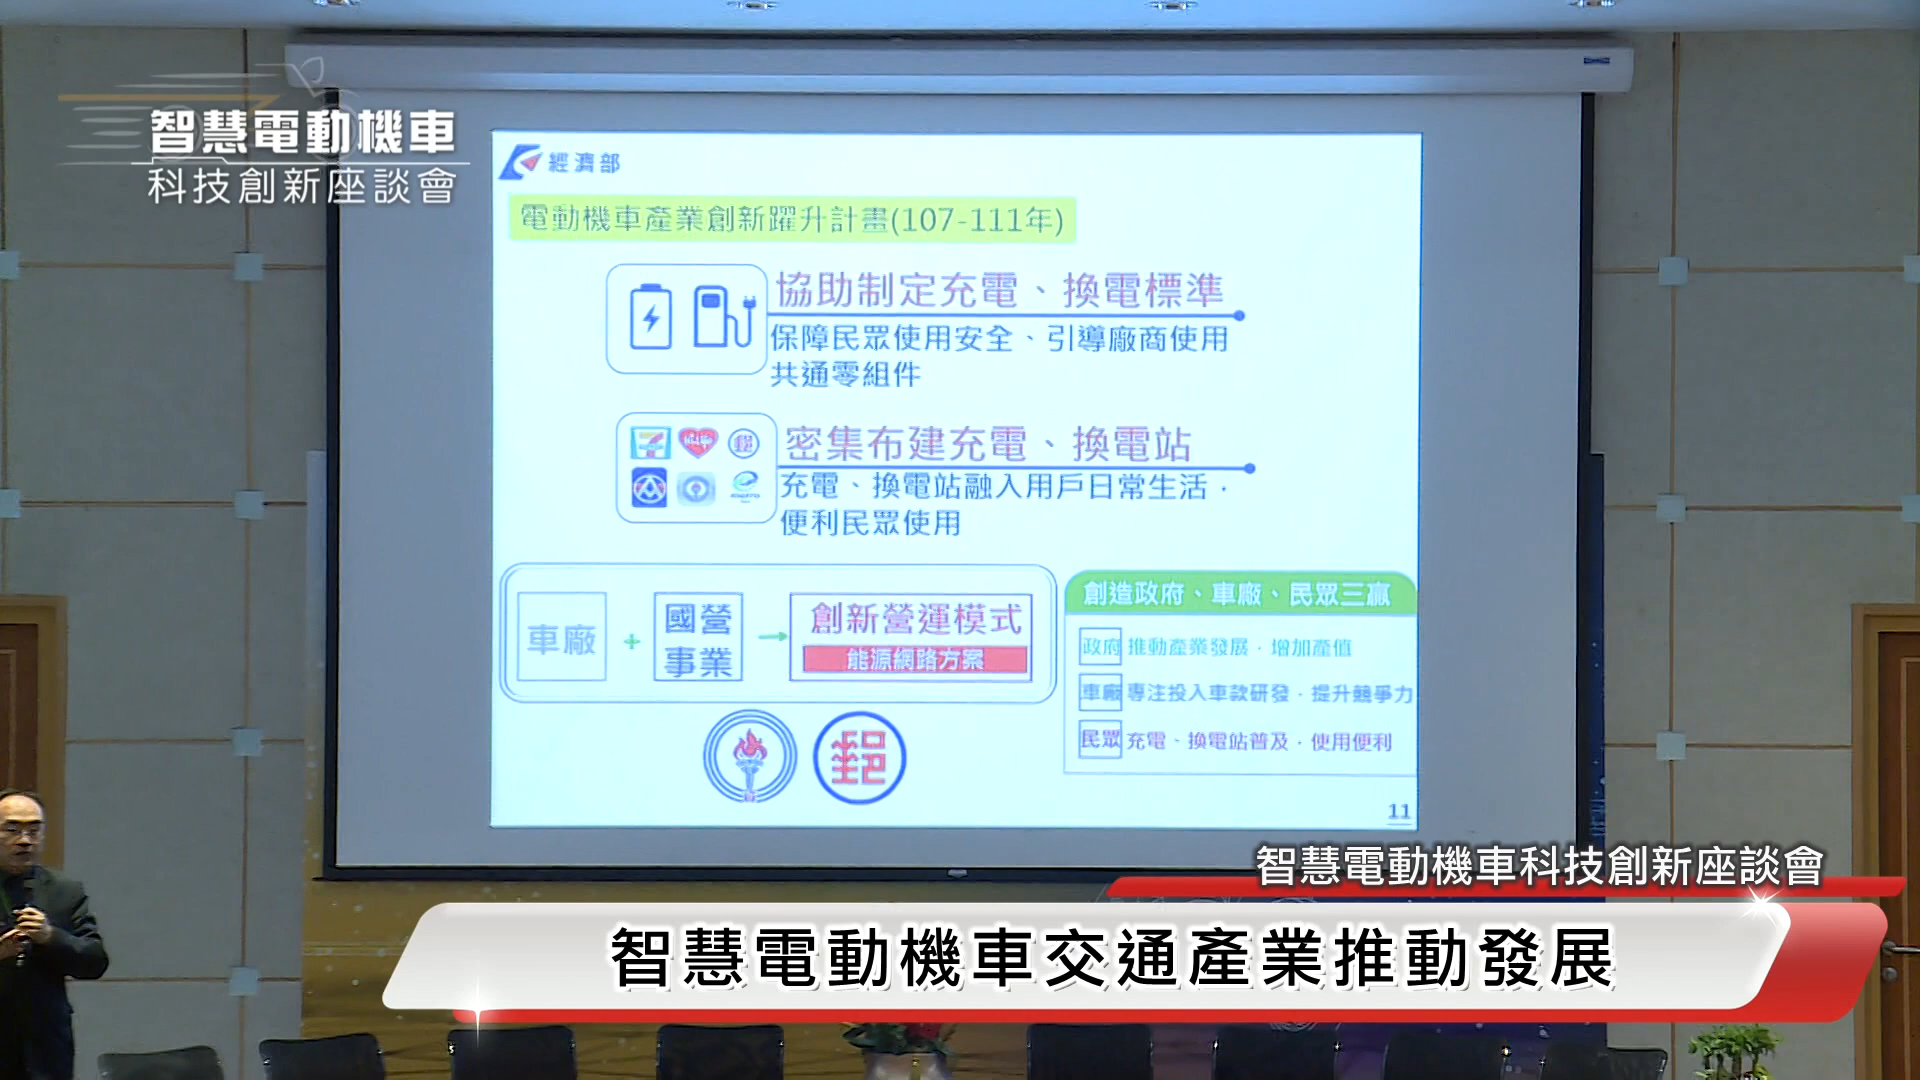 智慧電動機車
科技創新座談會
經濟部
電動機車產業創新躍升計畫(107-111年)
協助制定充電、換電標準
保障民眾使用安全、引導廠商使用
共通零組件
密集布建充電、換電站
充電、換電站融入用戶日常生活，
便利民眾使用
車廠
+
國營
事業
創新營運模式
能源網路方案
郵
創造政府、車廠、民眾三贏
政府 推動產業發展，增加產值
車廠 專注投入車款研發，提升競爭力
民眾 充電、換電站普及，使用便利
11
智慧電動機車科技創新座談會
智慧電動機車交通產業推動發展